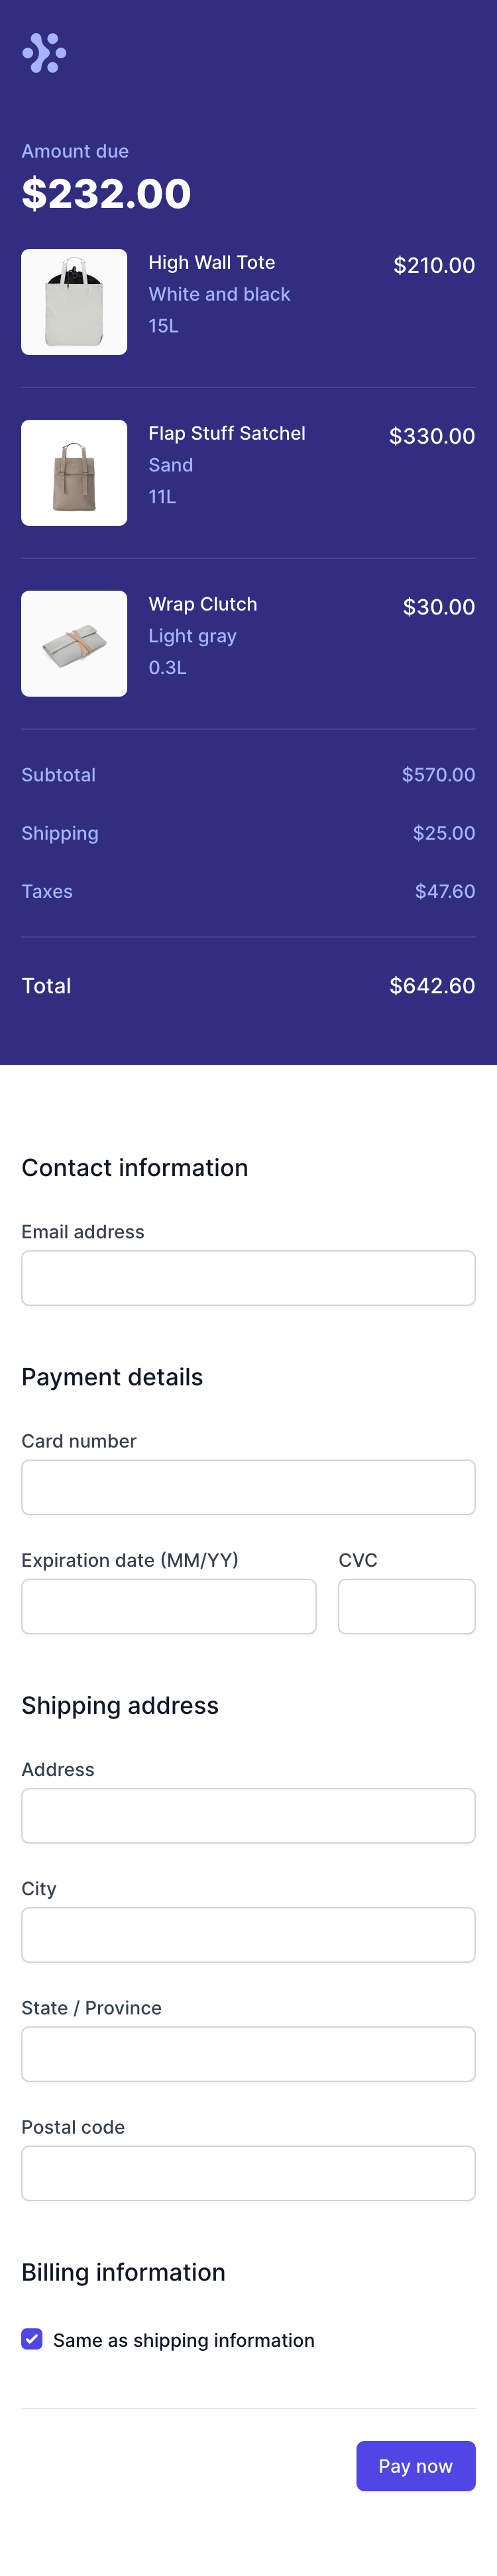 Amount due
$232.00
High Wall Tote
$210.00
White and black
15L
Flap Stuff Satchel
$330.00
Sand
11L
Wrap Clutch
$30.00
Light gray
0.3L
Subtotal
$570.00
Shipping
$25.00
Taxes
$47.60
Total
$642.60
Contact information
Email address
Payment details
Card number
Expiration date (MM/YY)
CVC
Shipping address
Address
City
State / Province
Postal code
Billing information
Same as shipping information
Pay now